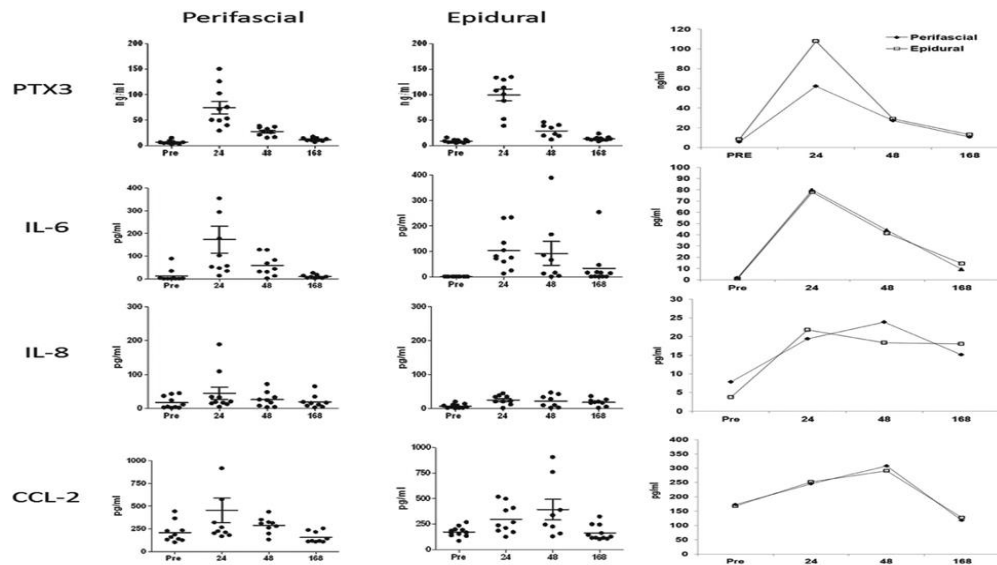 Perifascial Epidural
PTX3
ng/ml
200
150
100
50
0
Pre 24 48 168
ng/ml
200
150
100
50
0
Pre 24 48 168
ng/ml
120
100
80
60
40
20
0
PRE 24 48 168
Perifascial
Epidural
IL-6
pg/ml
400
300
200
100
0
Pre 24 48 168
pg/ml
400
300
200
100
0
Pre 24 48 168
pg/ml
100
90
80
70
60
50
40
30
20
10
0
Pre 24 48 168
IL-8
pg/ml
300
200
100
0
Pre 24 48 168
pg/ml
300
200
100
0
Pre 24 48 168
pg/ml
30
25
20
15
10
5
0
Pre 24 48 168
CCL-2
pg/ml
1000
750
500
250
0
Pre 24 48 168
pg/ml
1000
750
500
250
0
Pre 24 48 168
pg/ml
400
350
300
250
200
150
100
50
0
Pre 24 48 168